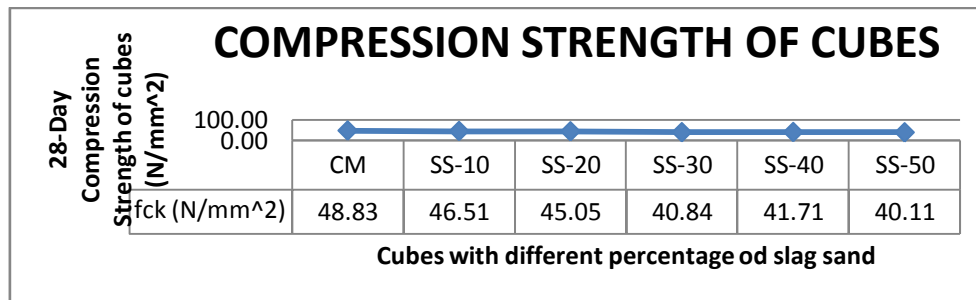 COMPRESSION STRENGTH OF CUBES
28-Day
Compression
Strength of cubes
(N/mm^2)
100.00
0.00
CM SS-10 SS-20 SS-30 SS-40 SS-50
fck (N/mm^2) 48.83 46.51 45.05 40.84 41.71 40.11
Cubes with different percentage od slag sand